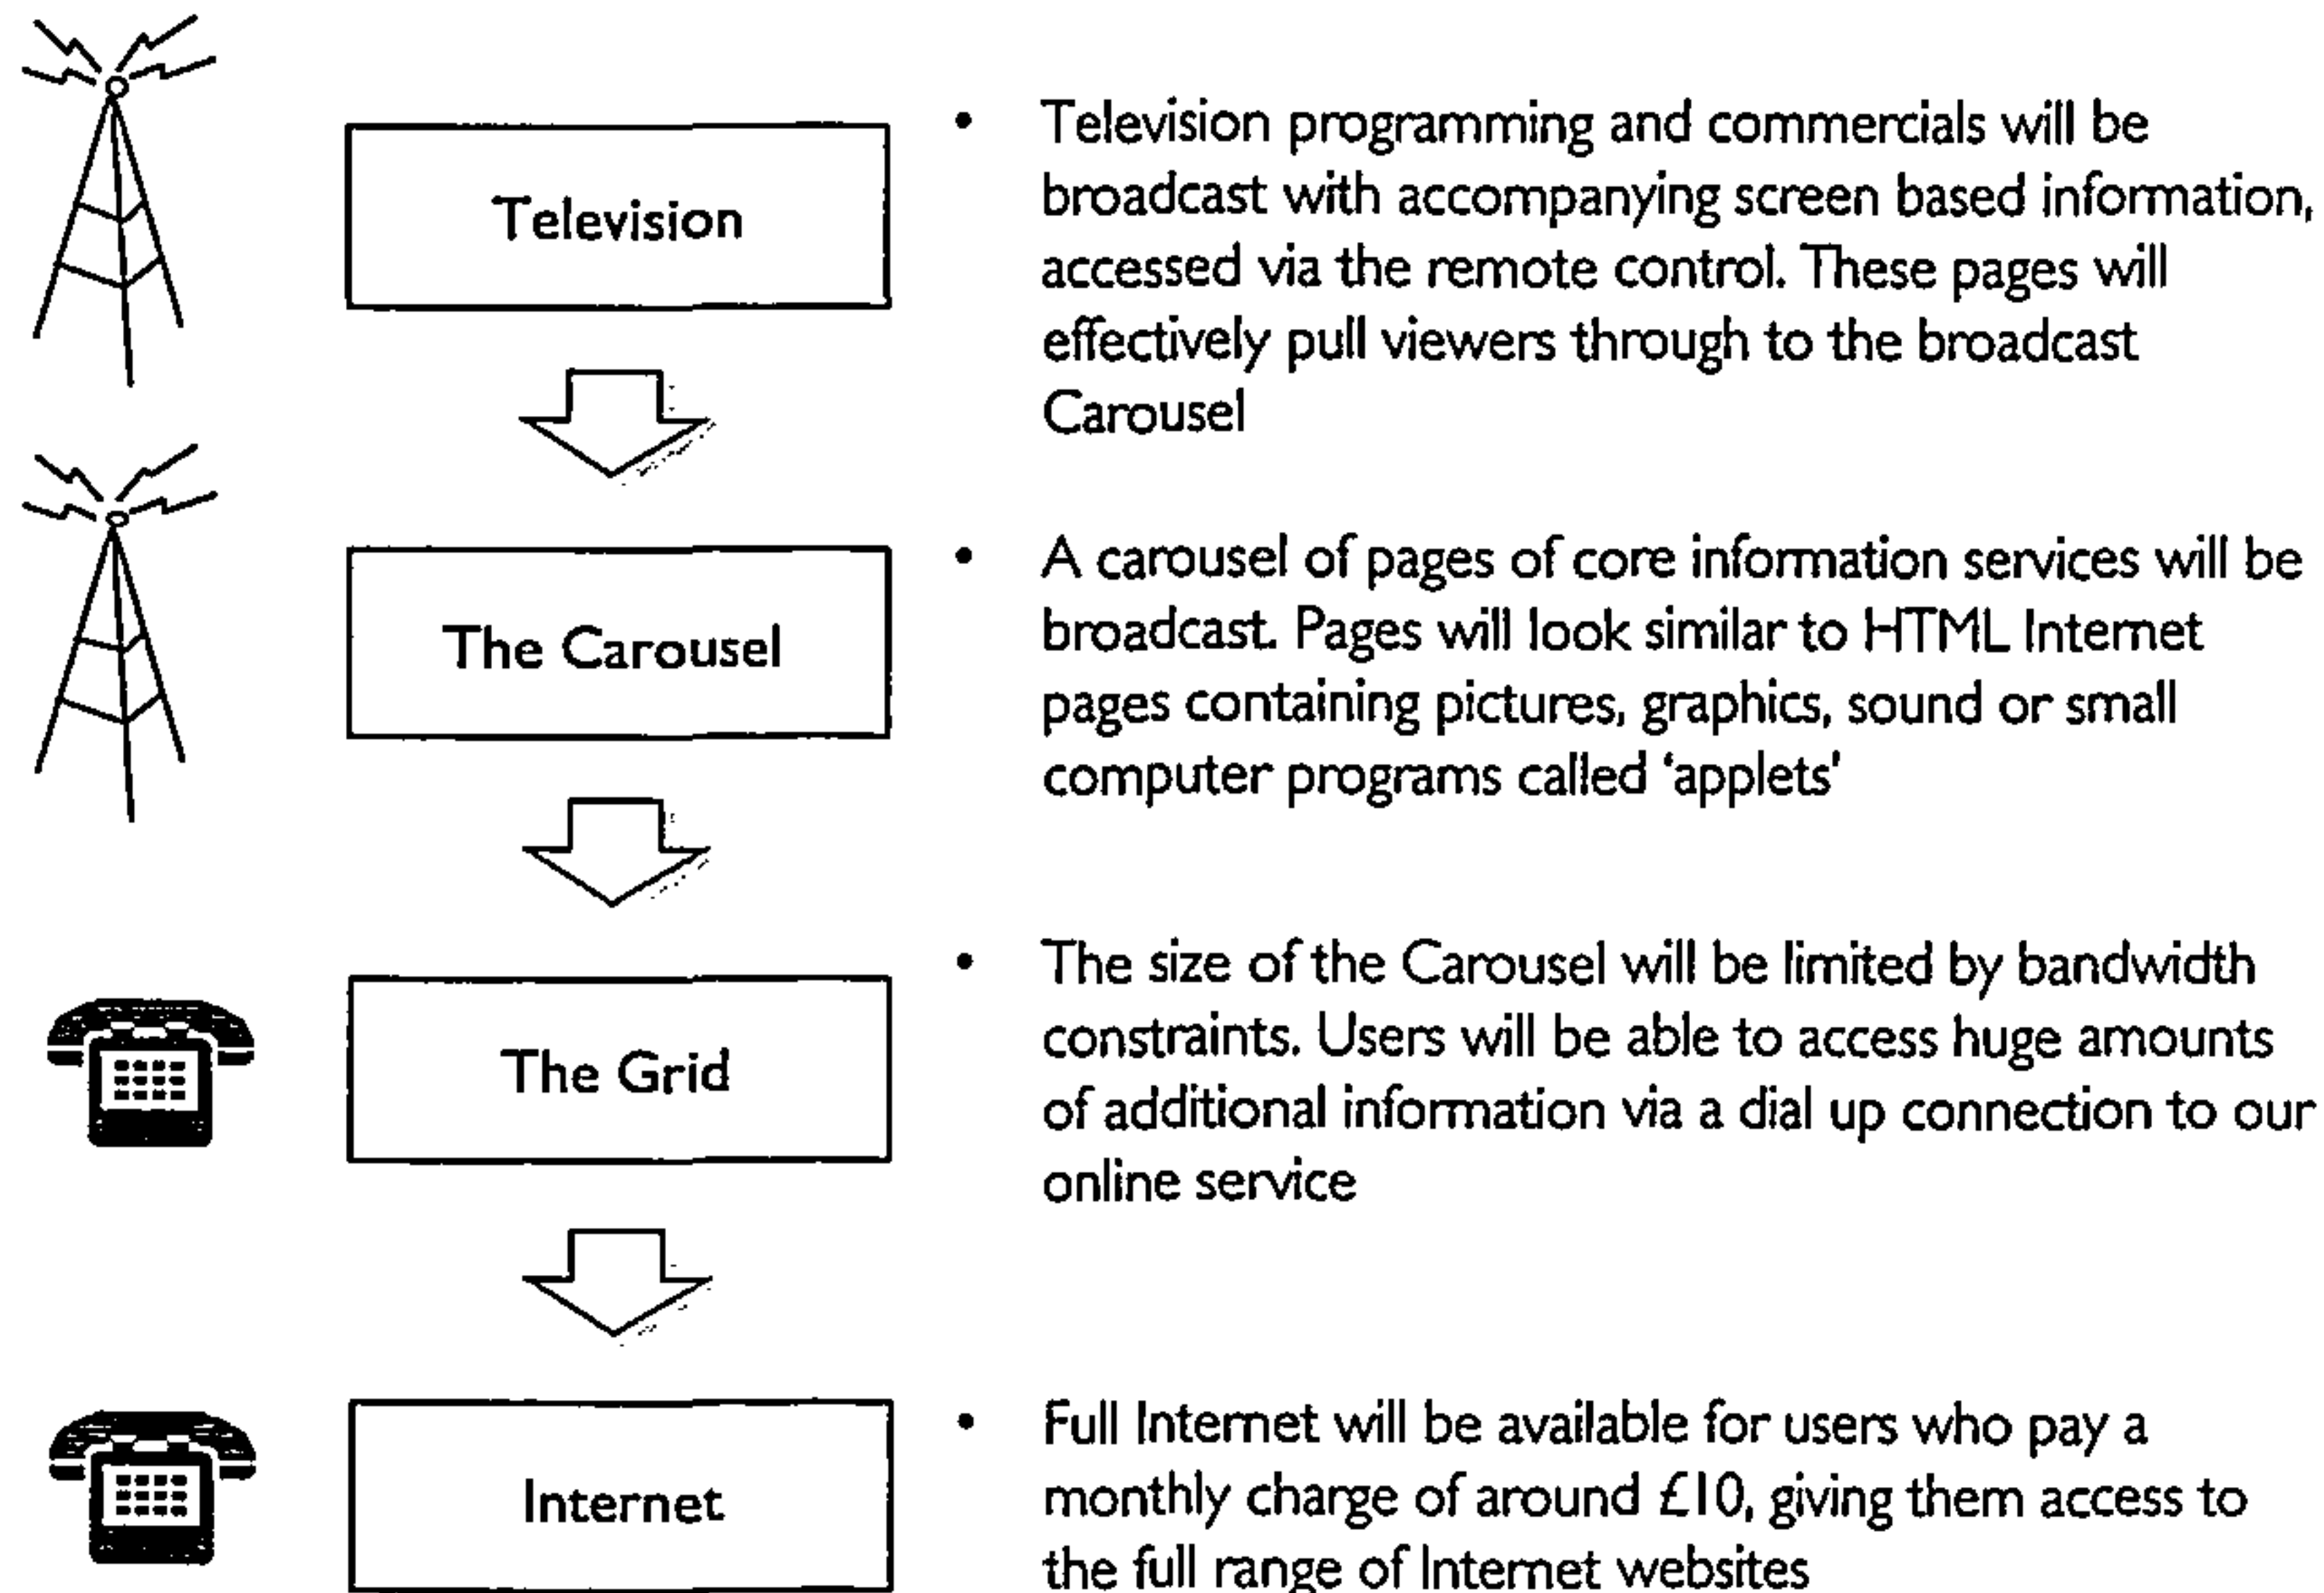 Television
• Television programming and commercials will be
broadcast with accompanying screen based information,
accessed via the remote control. These pages will
effectively pull viewers through to the broadcast
Carousel
The Carousel
• A carousel of pages of core information services will be
broadcast. Pages will look similar to HTML Internet
pages containing pictures, graphics, sound or small
computer programs called ‘applets’
The Grid
• The size of the Carousel will be limited by bandwidth
constraints. Users will be able to access huge amounts
of additional information via a dial up connection to our
online service
Internet
• Full Internet will be available for users who pay a
monthly charge of around £10, giving them access to
the full range of Internet websites